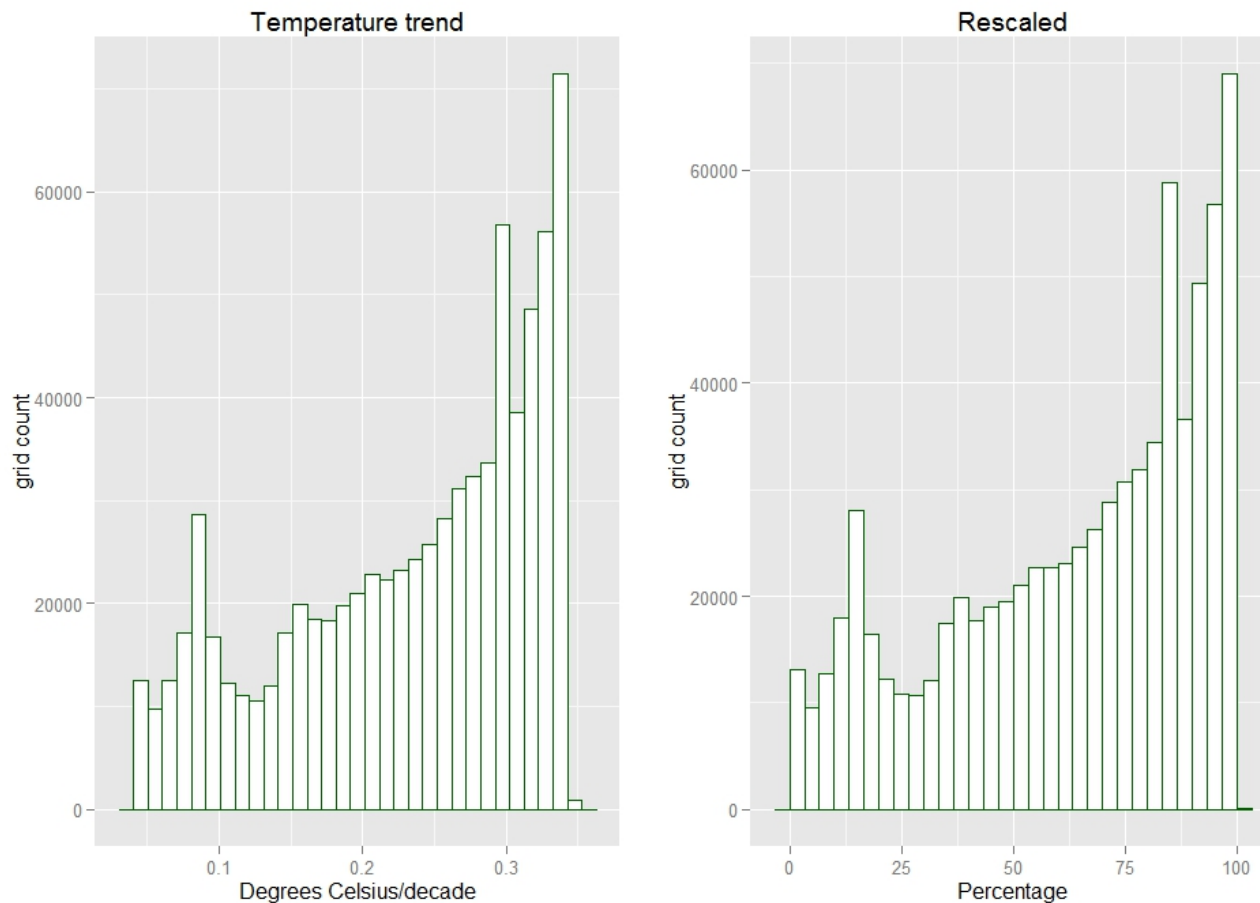 Temperature trend
grid count
60000
40000
20000
0
0.1 0.2 0.3
Degrees Celsius/decade
Rescaled
grid count
60000
40000
20000
0
0 25 50 75 100
Percentage